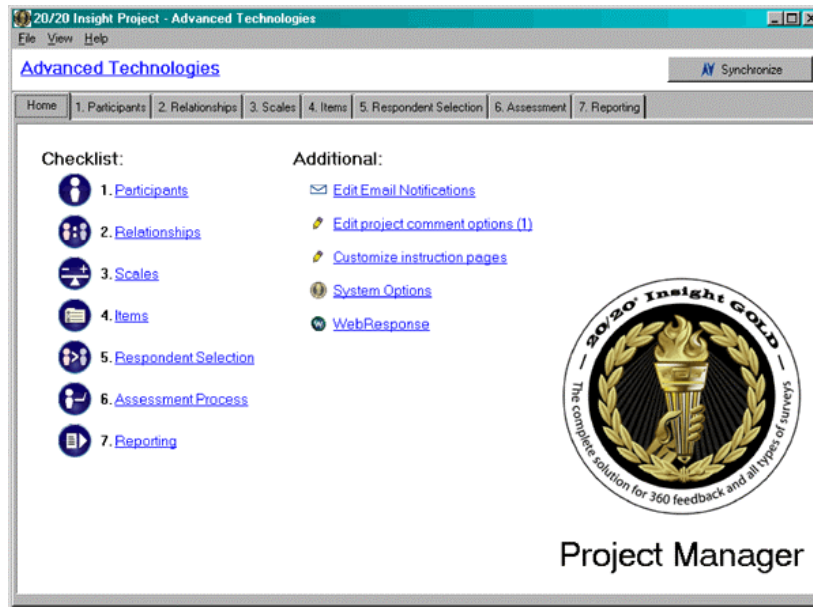 20/20 Insight Project - Advanced Technologies
File View Help
Advanced Technologies
Synchronize
Home 1. Participants 2. Relationships 3. Scales 4. Items 5. Respondent Selection 6. Assessment 7. Reporting
Checklist:
1. Participants
2. Relationships
3. Scales
4. Items
5. Respondent Selection
6. Assessment Process
7. Reporting
Additional:
Edit Email Notifications
Edit project comment options (1)
Customize instruction pages
System Options
WebResponse
20/20® Insight GOLD
The complete solution for 360 feedback and all types of surveys
Project Manager